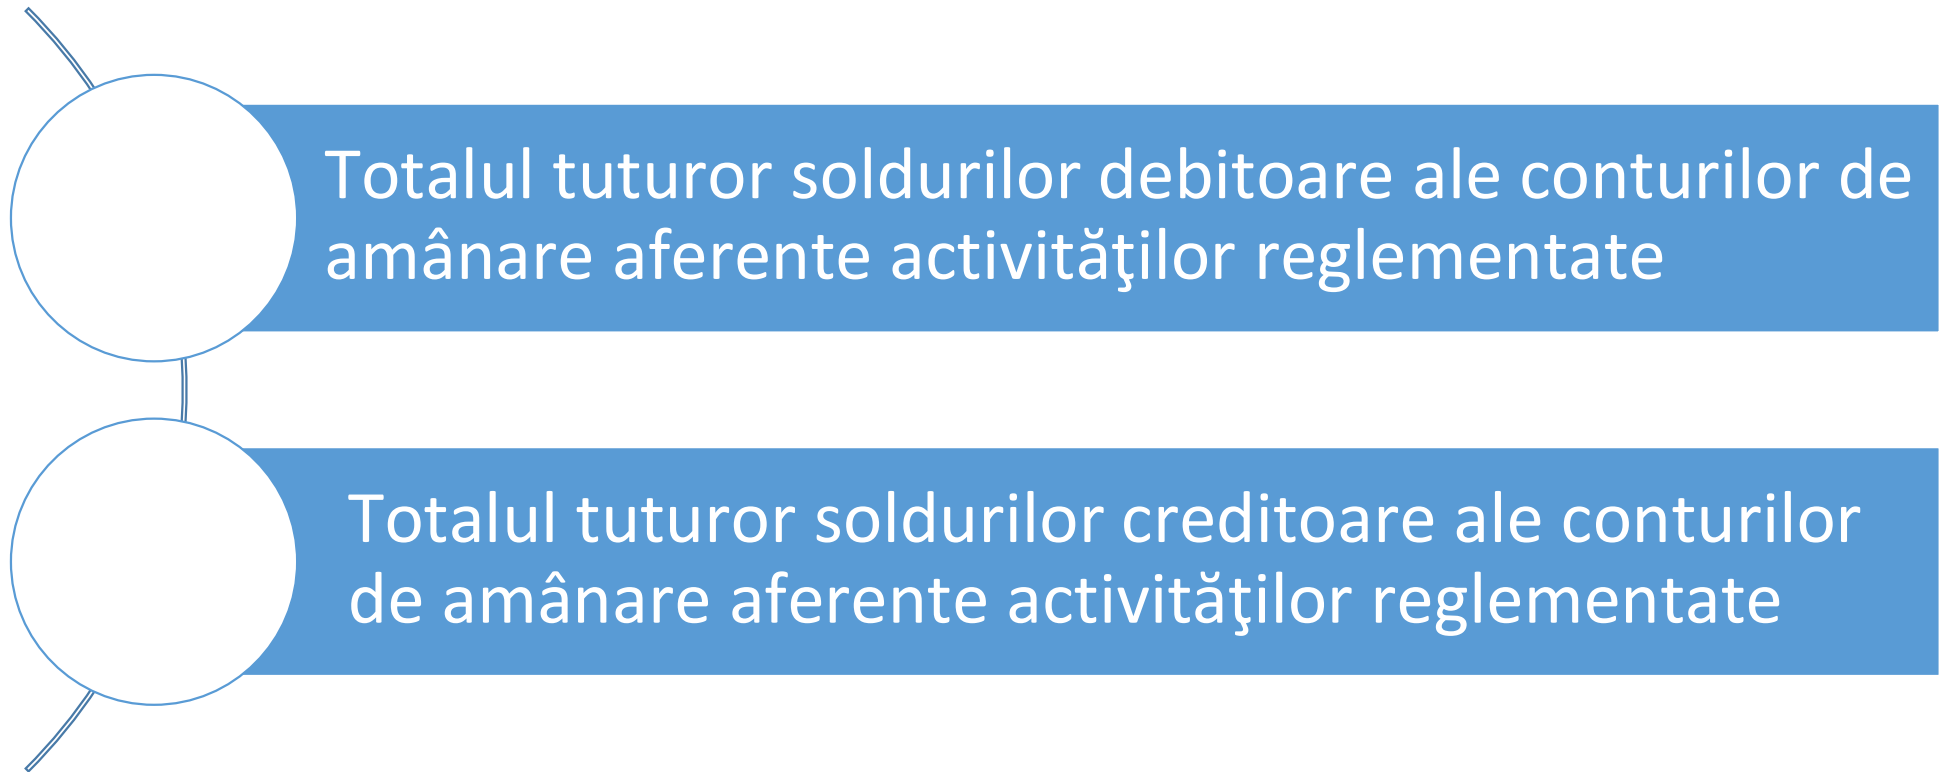 Totalul tuturor soldurilor debitoare ale conturilor de
amânare aferente activităţilor reglementate
Totalul tuturor soldurilor creditoare ale conturilor
de amânare aferente activităţilor reglementate